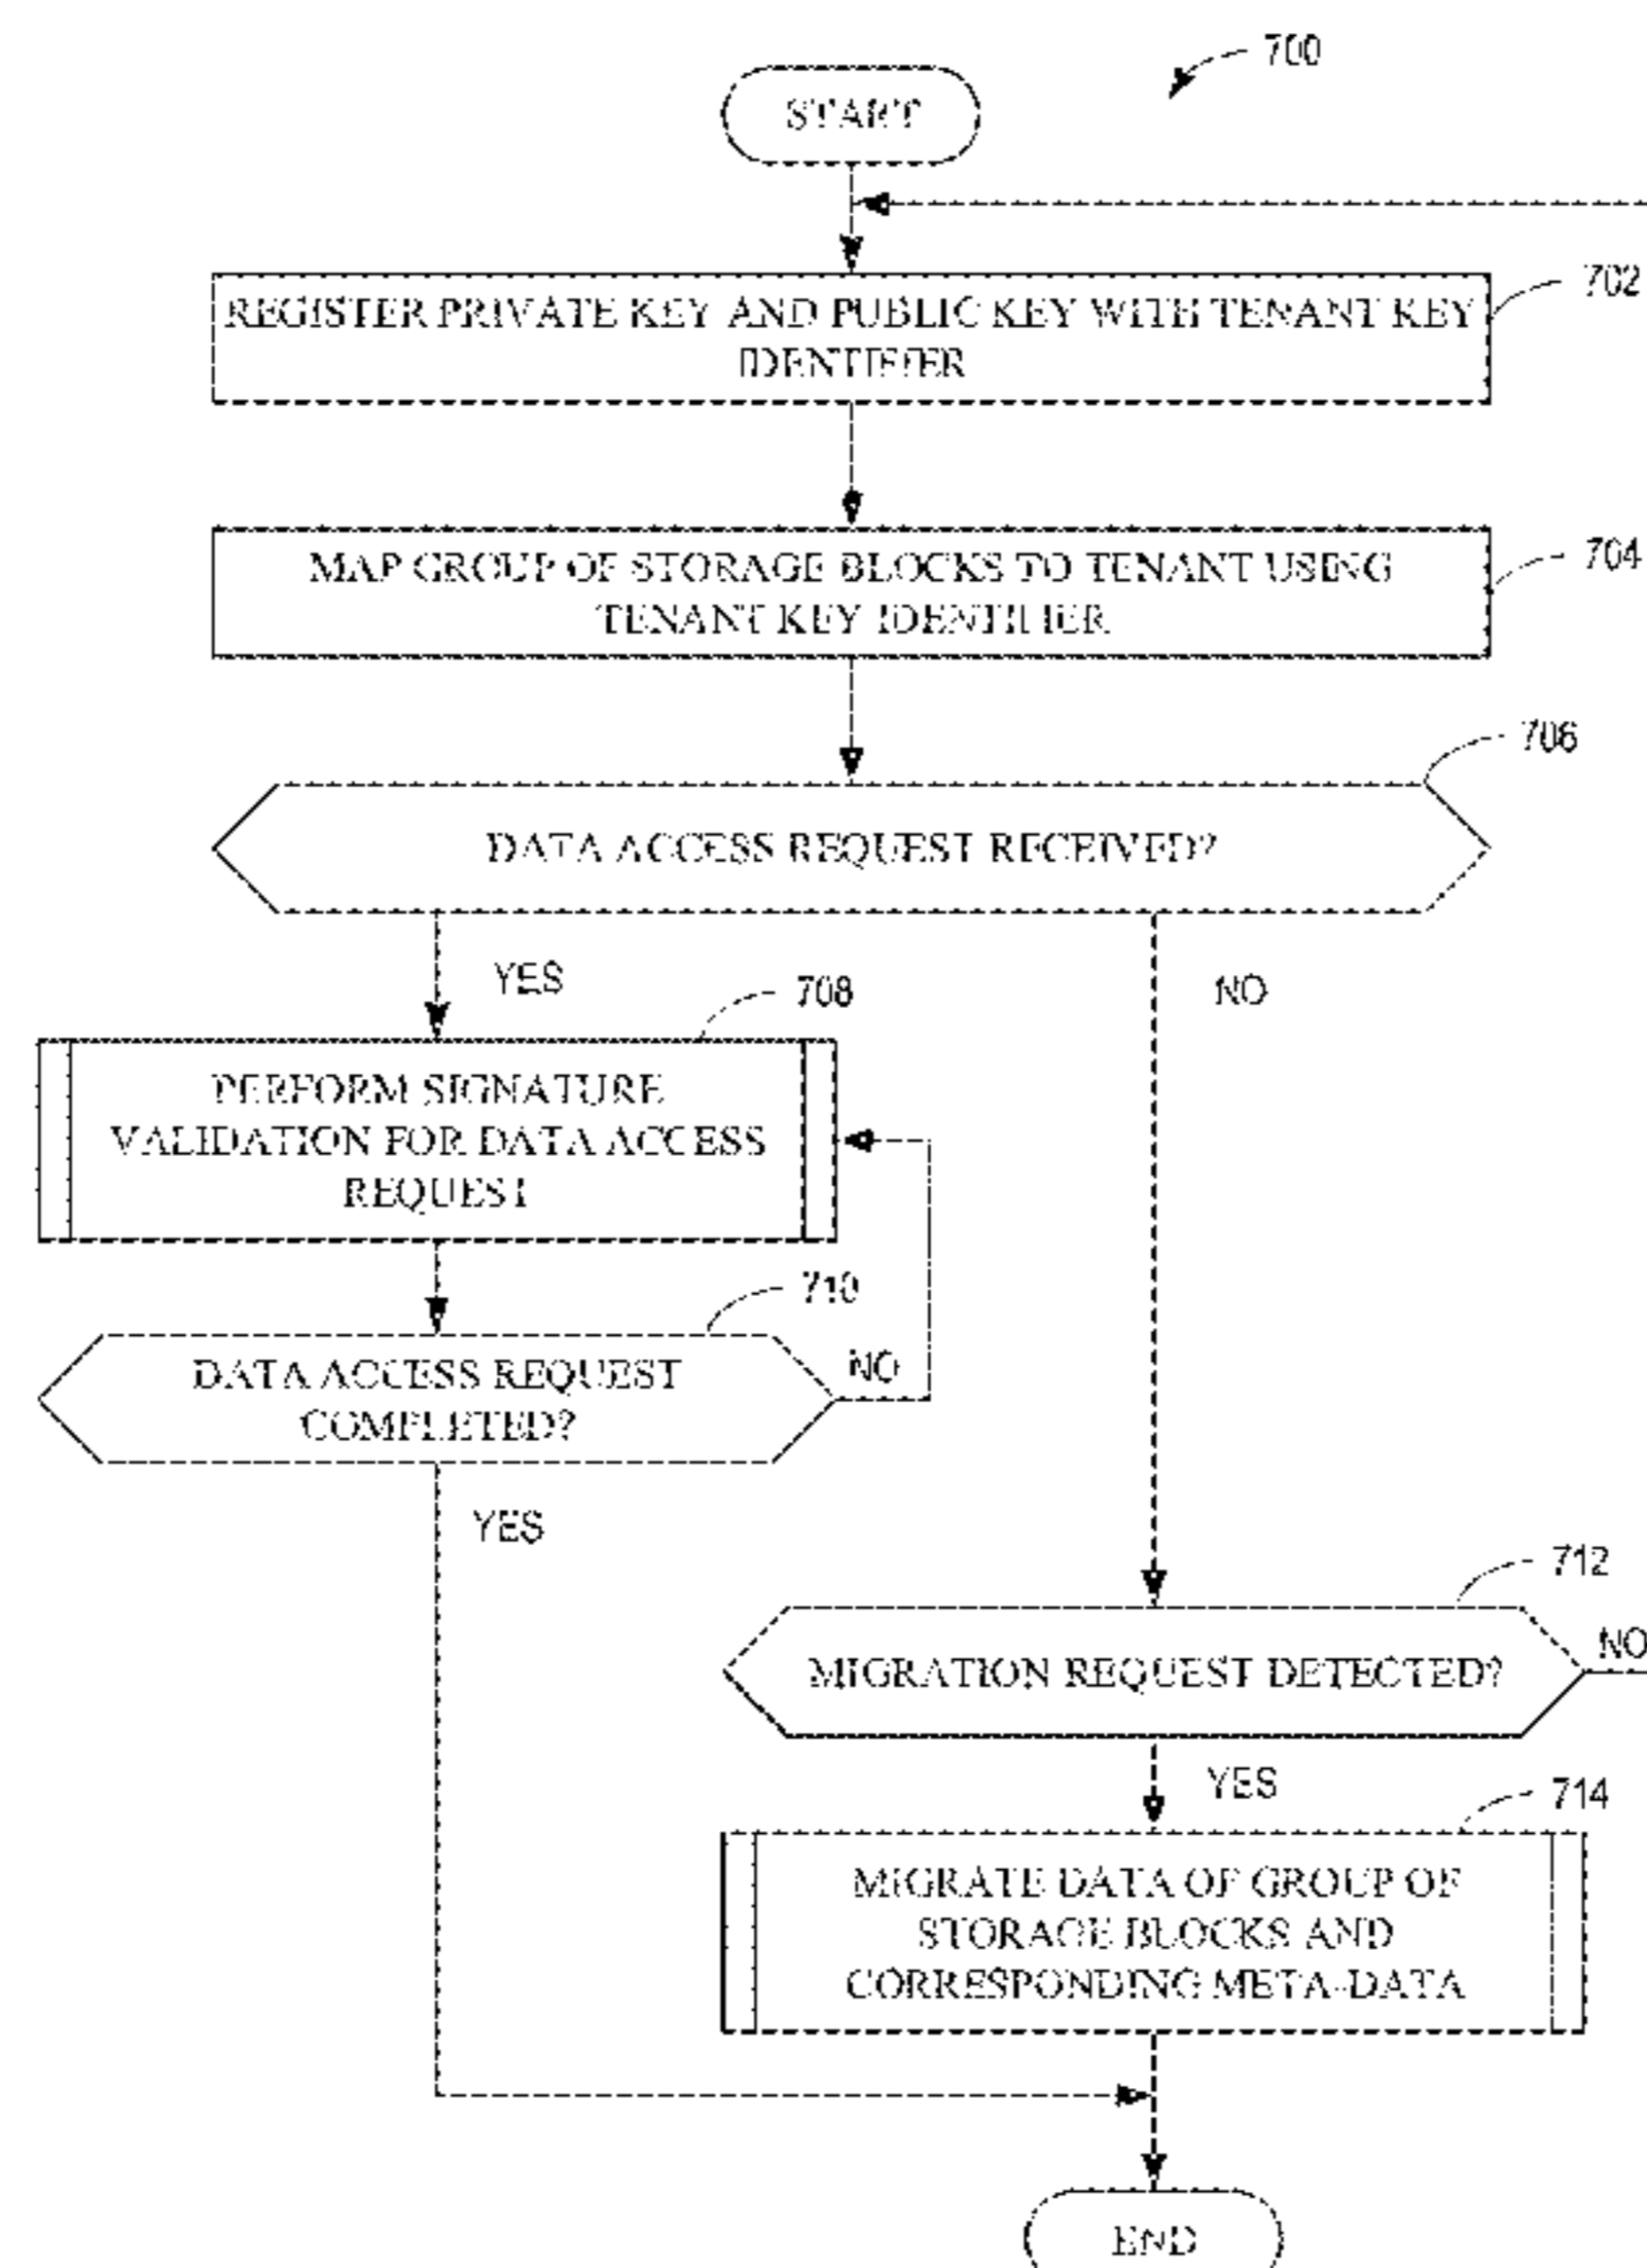 700
START
702
REGISTER PRIVATE KEY AND PUBLIC KEY WITH TENANT KEY
IDENTIFIER
704
MAP GROUP OF STORAGE BLOCKS TO TENANT USING
TENANT KEY IDENTIFIER
706
DATA ACCESS REQUEST RECEIVED?
YES
NO
708
PERFORM SIGNATURE
VALIDATION FOR DATA ACCESS
REQUEST
710
DATA ACCESS REQUEST
COMPLETED?
NO
YES
712
MIGRATION REQUEST DETECTED?
NO
YES
714
MIGRATE DATA OF GROUP OF
STORAGE BLOCKS AND
CORRESPONDING META-DATA
END